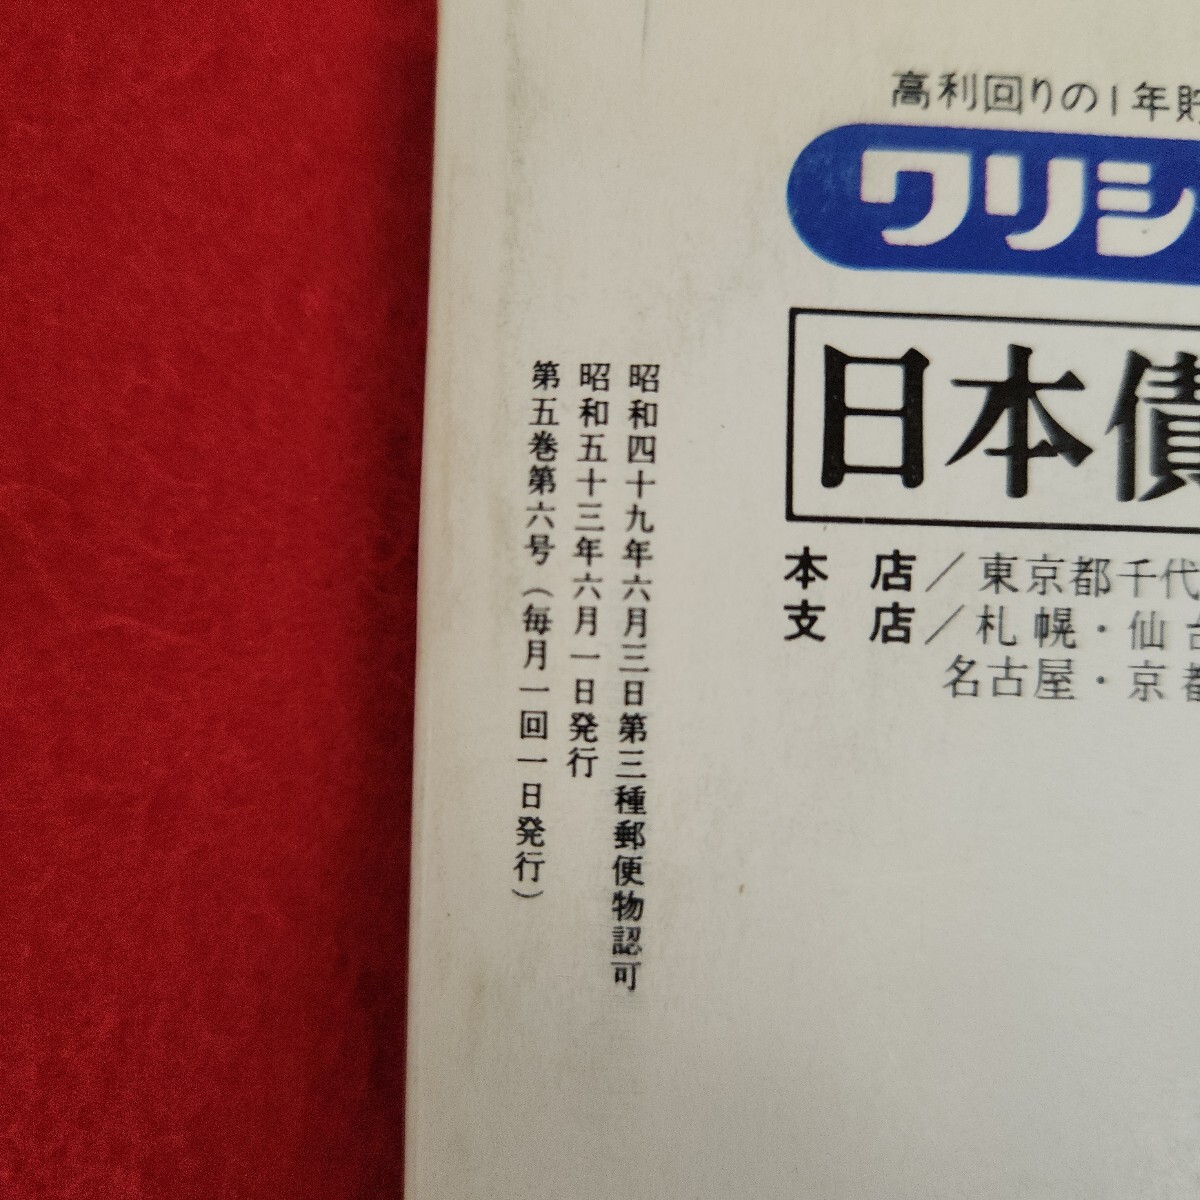 高利回りの1年貯
ワリシ
日本債
本店／東京都千代
支店／札幌・仙台
名古屋・京都
昭和四十九年六月三日第三種郵便物認可
昭和五十三年六月一日発行
第五巻第六号（毎月一回一日発行）